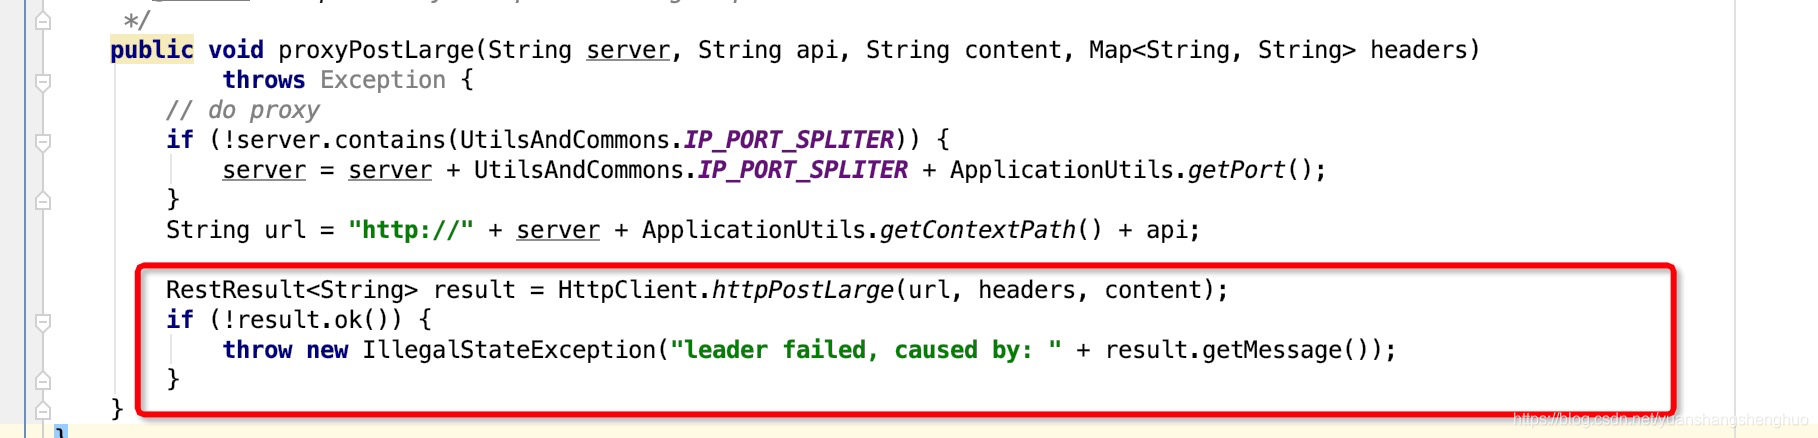 */
public void proxyPostLarge(String server, String api, String content, Map<String, String> headers)
throws Exception {
// do proxy
if (!server.contains(UtilsAndCommons.IP_PORT_SPLITER)) {
server = server + UtilsAndCommons.IP_PORT_SPLITER + ApplicationUtils.getPort();
}
String url = "http://" + server + ApplicationUtils.getContextPath() + api;
RestResult<String> result = HttpClient.httpPostLarge(url, headers, content);
if (!result.ok()) {
throw new IllegalStateException("leader failed, caused by: " + result.getMessage());
}
}
https://blog.csdn.net/yuanshangshenghuo
}